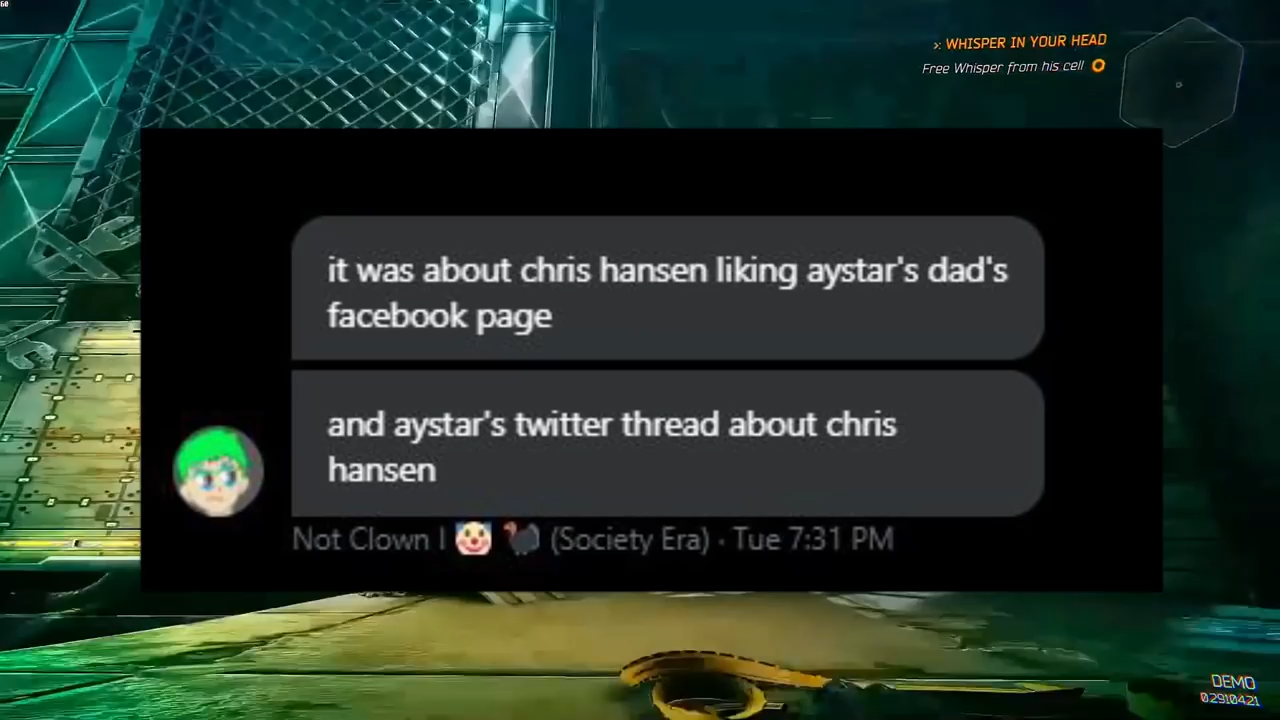 60
>: WHISPER IN YOUR HEAD
Free Whisper from his cell
it was about chris hansen liking aystar's dad's
facebook page
and aystar's twitter thread about chris
hansen
Not Clown | 🤡 🦃 (Society Era) · Tue 7:31 PM
DEMO
02910421